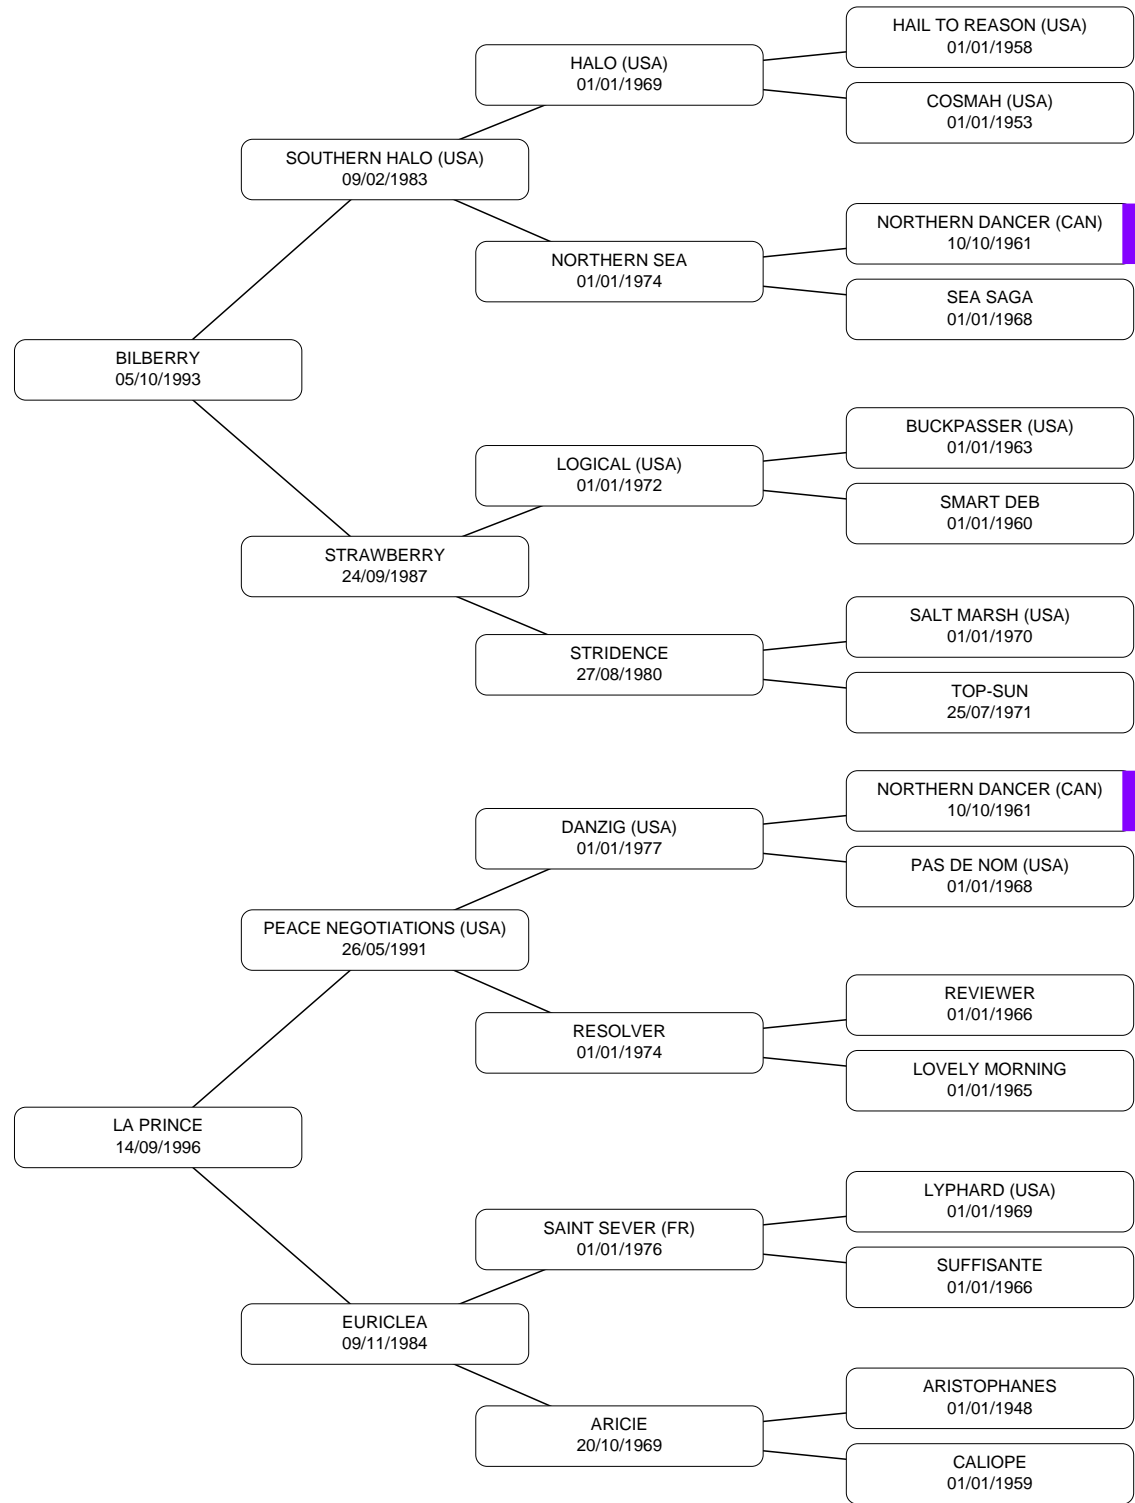 HAIL TO REASON (USA)
01/01/1958
HALO (USA)
01/01/1969
COSMAH (USA)
01/01/1953
SOUTHERN HALO (USA)
09/02/1983
NORTHERN DANCER (CAN)
10/10/1961
NORTHERN SEA
01/01/1974
SEA SAGA
01/01/1968
BILBERRY
05/10/1993
BUCKPASSER (USA)
01/01/1963
LOGICAL (USA)
01/01/1972
SMART DEB
01/01/1960
STRAWBERRY
24/09/1987
SALT MARSH (USA)
01/01/1970
STRIDENCE
27/08/1980
TOP-SUN
25/07/1971
NORTHERN DANCER (CAN)
10/10/1961
DANZIG (USA)
01/01/1977
PAS DE NOM (USA)
01/01/1968
PEACE NEGOTIATIONS (USA)
26/05/1991
REVIEWER
01/01/1966
RESOLVER
01/01/1974
LOVELY MORNING
01/01/1965
LA PRINCE
14/09/1996
LYPHARD (USA)
01/01/1969
SAINT SEVER (FR)
01/01/1976
SUFFISANTE
01/01/1966
EURICLEA
09/11/1984
ARISTOPHANES
01/01/1948
ARICIE
20/10/1969
CALIOPE
01/01/1959